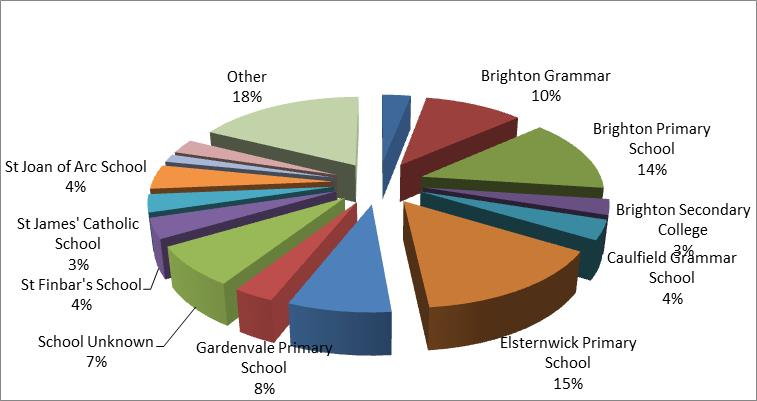 Other
18%
Brighton Grammar
10%
Brighton Primary
School
14%
Brighton Secondary
College
3%
Caulfield Grammar
School
4%
Elsternwick Primary
School
15%
Gardenvale Primary
School
8%
School Unknown
7%
St Finbar's School
4%
St James' Catholic
School
3%
St Joan of Arc School
4%